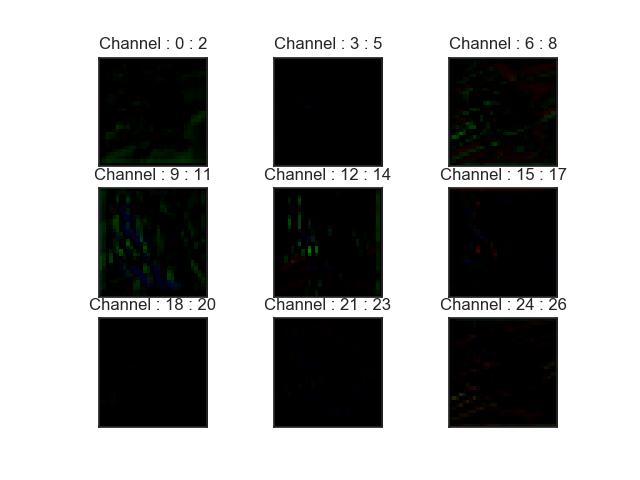 Channel : 0 : 2
Channel : 3 : 5
Channel : 6 : 8
Channel : 9 : 11
Channel : 12 : 14
Channel : 15 : 17
Channel : 18 : 20
Channel : 21 : 23
Channel : 24 : 26